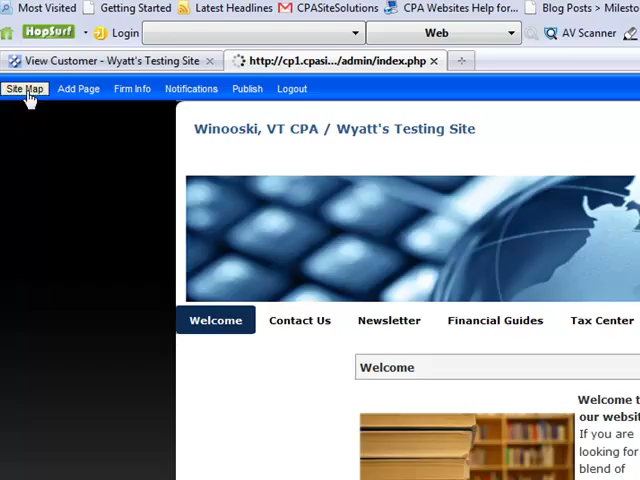 Most Visited Getting Started Latest Headlines CPASiteSolutions CPA Websites Help for... Blog Posts > Milesto
HopSurf Login Web AV Scanner
View Customer - Wyatt's Testing Site http://cp1.cpasi.../admin/index.php
Site Map Add Page Firm Info Notifications Publish Logout
Winooski, VT CPA / Wyatt's Testing Site
Welcome Contact Us Newsletter Financial Guides Tax Center
Welcome
Welcome t
our websit
If you are
looking for
blend of